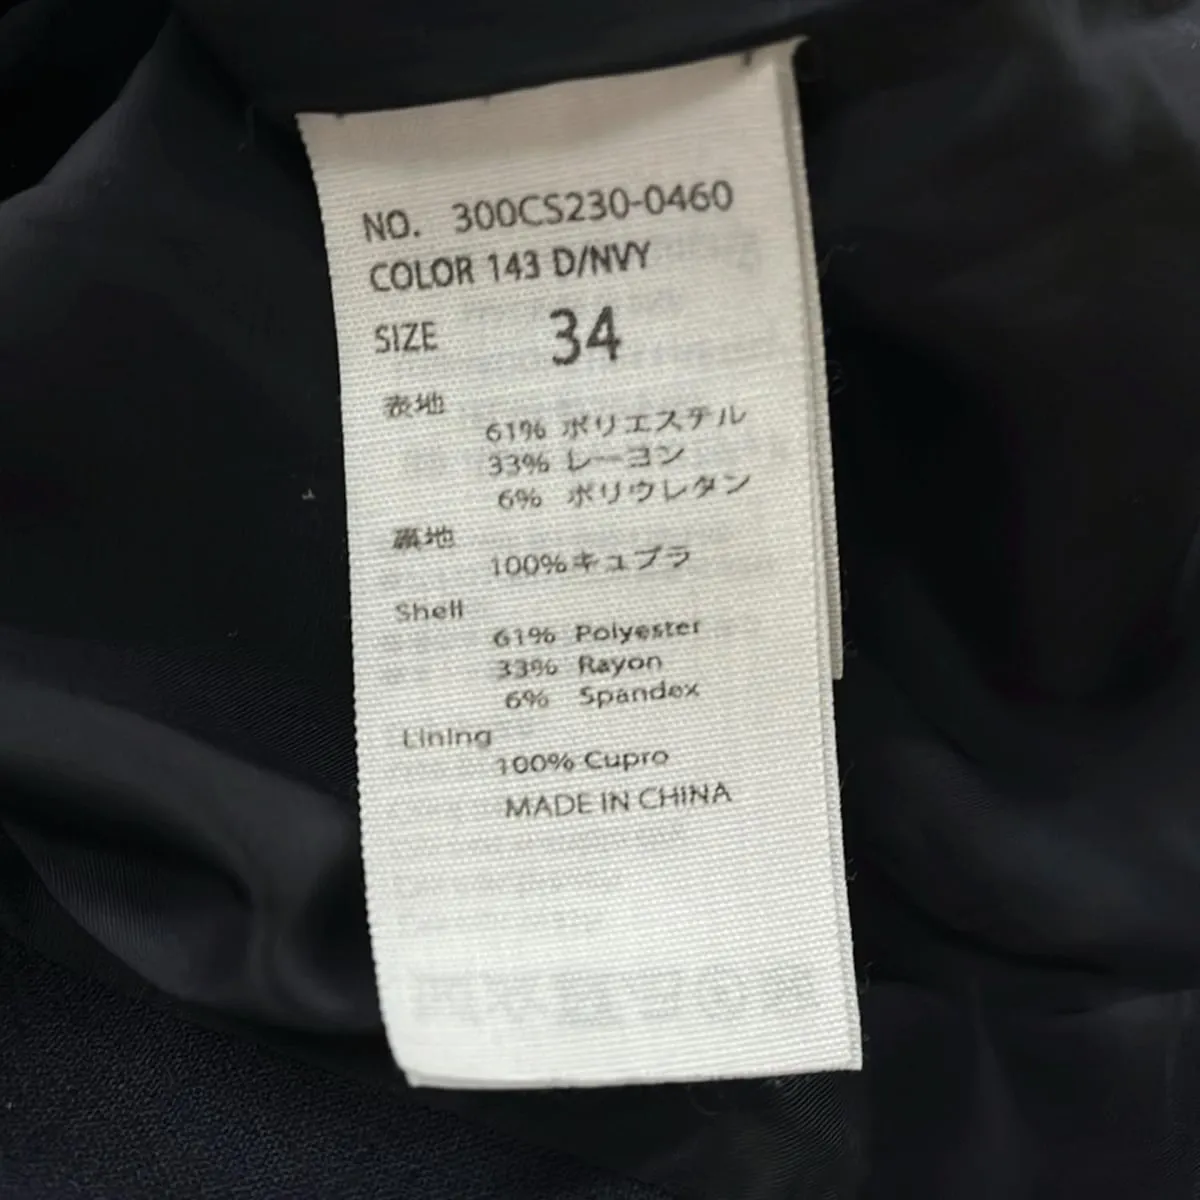 NO. 300CS230-0460
COLOR 143 D/NVY
SIZE 34
表地
61% ポリエステル
33% レーヨン
6% ポリウレタン
裏地
100%キュプラ
Shell
61% Polyester
33% Rayon
6% Spandex
Lining
100% Cupro
MADE IN CHINA